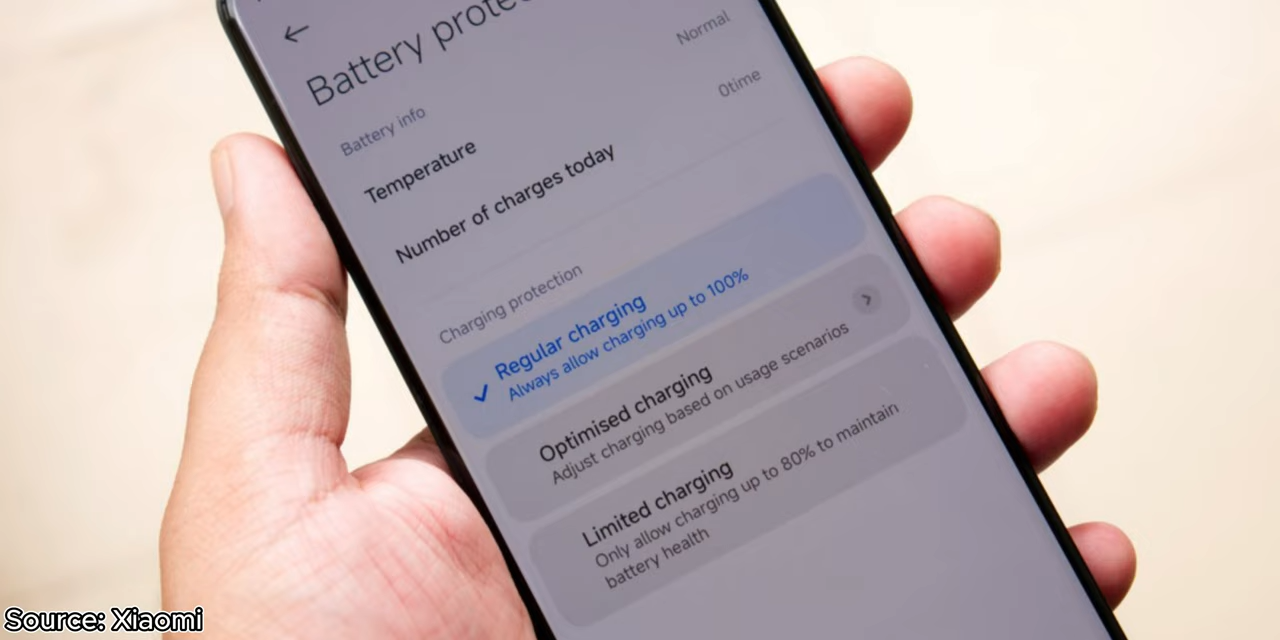 Battery protec
Battery info
Temperature
Normal
Number of charges today
0time
Charging protection
Regular charging
Always allow charging up to 100%
Optimised charging
Adjust charging based on usage scenarios
Limited charging
Only allow charging up to 80% to maintain
battery health
Source: Xiaomi